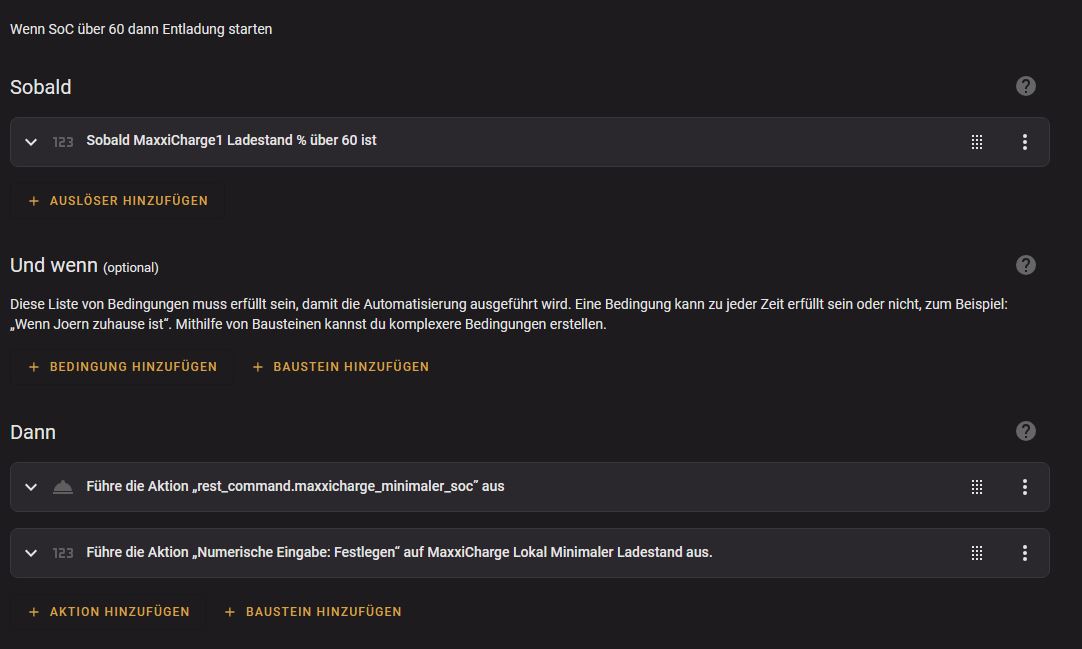 Wenn SoC über 60 dann Entladung starten
Sobald
123 Sobald MaxxiCharge1 Ladestand % über 60 ist
+ AUSLÖSER HINZUFÜGEN
Und wenn (optional)
Diese Liste von Bedingungen muss erfüllt sein, damit die Automatisierung ausgeführt wird. Eine Bedingung kann zu jeder Zeit erfüllt sein oder nicht, zum Beispiel:
„Wenn Joern zuhause ist“. Mithilfe von Bausteinen kannst du komplexere Bedingungen erstellen.
+ BEDINGUNG HINZUFÜGEN + BAUSTEIN HINZUFÜGEN
Dann
Führe die Aktion „rest_command.maxxicharge_minimaler_soc“ aus
123 Führe die Aktion „Numerische Eingabe: Festlegen“ auf MaxxiCharge Lokal Minimaler Ladestand aus.
+ AKTION HINZUFÜGEN + BAUSTEIN HINZUFÜGEN